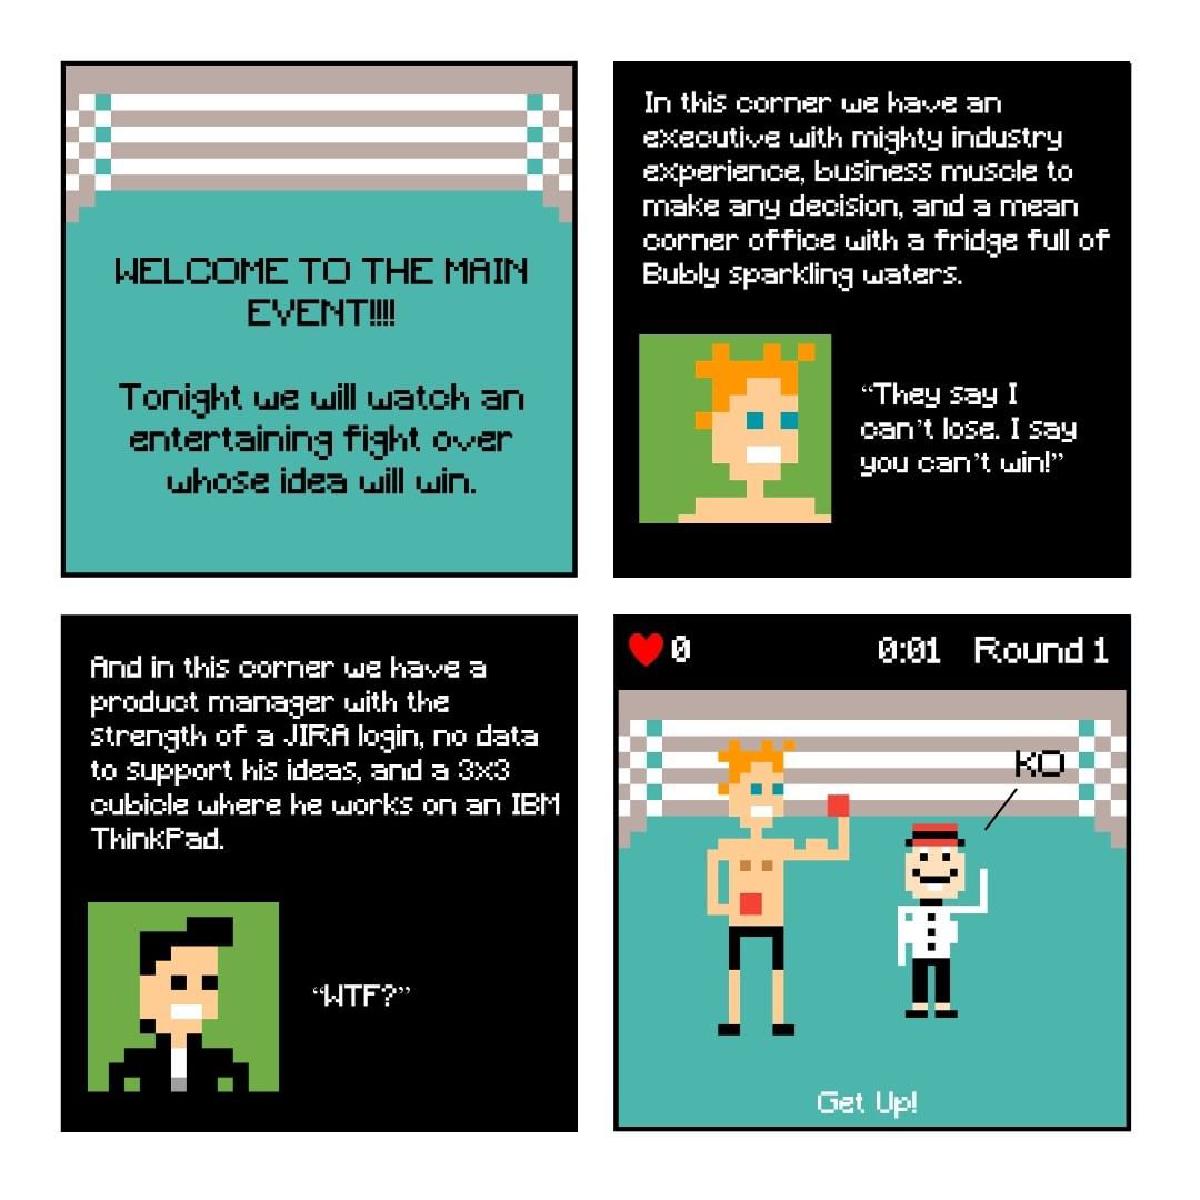 WELCOME TO THE MAIN
EVENT!!!!
Tonight we will watch an
entertaining fight over
whose idea will win.
In this corner we have an
executive with mighty industry
experience, business muscle to
make any decision, and a mean
corner office with a fridge full of
Bubly sparkling waters.
“They say I
can’t lose. I say
you can’t win!”
And in this corner we have a
product manager with the
strength of a JIRA login, no data
to support his ideas, and a 3x3
cubicle where he works on an IBM
ThinkPad.
“WTF?”
0 0:01 Round 1
KO
Get Up!